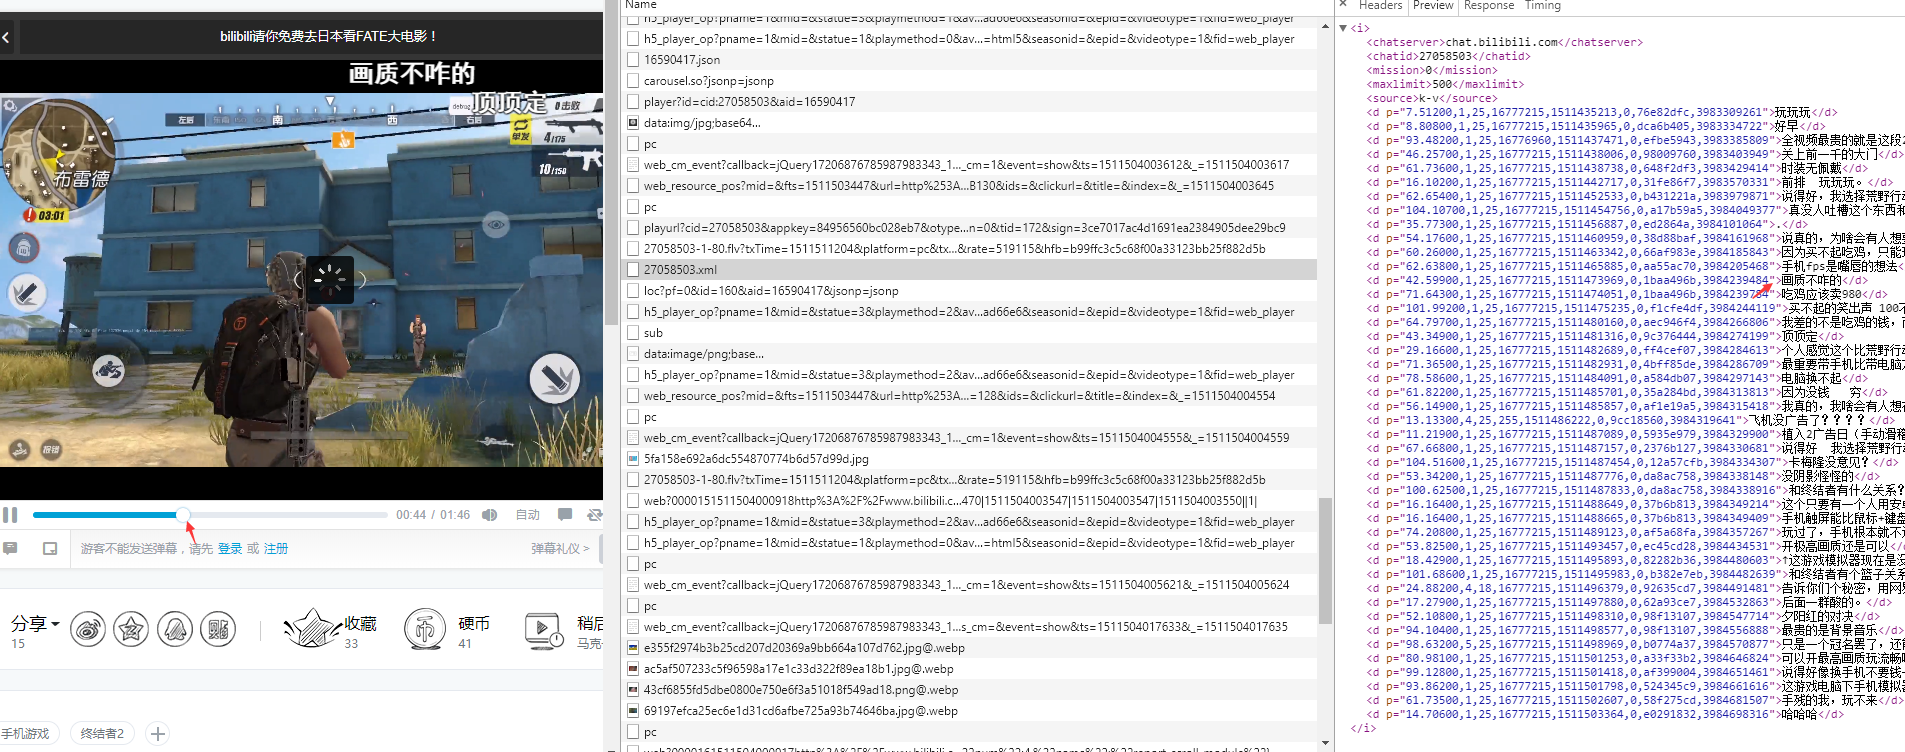 bilibili请你免费去日本看FATE大电影！
画质不咋的
顶顶定
0击败
debug
左后
南
西
右后
单发
4/175
10/150
布雷德
03:01
00:44 / 01:46
自动
游客不能发送弹幕，请先 登录 或 注册
弹幕礼仪 >
分享
15
收藏
33
硬币
41
稍后
马克
手机游戏
终结者2
Name
h5_player_op?pname=1&mid=&statue=3&playmethod=1&av...ad66e6&seasonid=&epid=&videotype=1&fid=web_player
h5_player_op?pname=1&mid=&statue=1&playmethod=0&av...=html5&seasonid=&epid=&videotype=1&fid=web_player
16590417.json
carousel.so?jsonp=jsonp
player?id=cid:27058503&aid=16590417
data:img/jpg;base64...
pc
web_cm_event?callback=jQuery17206876785987983343_1..._cm=1&event=show&ts=1511504003612&_=1511504003617
web_resource_pos?mid=&fts=1511503447&url=http%253A...B130&ids=&clickurl=&title=&index=&_=1511504003645
pc
playurl?cid=27058503&appkey=84956560bc028eb7&otype...n=0&tid=172&sign=3ce7017ac4d1691ea2384905dee29bc9
27058503-1-80.flv?txTime=1511511204&platform=pc&tx...&rate=519115&hfb=b99ffc3c5c68f00a33123bb25f882d5b
27058503.xml
loc?pf=0&id=160&aid=16590417&jsonp=jsonp
h5_player_op?pname=1&mid=&statue=3&playmethod=2&av...ad66e6&seasonid=&epid=&videotype=1&fid=web_player
sub
data:image/png;base...
h5_player_op?pname=1&mid=&statue=3&playmethod=2&av...ad66e6&seasonid=&epid=&videotype=1&fid=web_player
web_resource_pos?mid=&fts=1511503447&url=http%253A...=128&ids=&clickurl=&title=&index=&_=1511504004554
pc
web_cm_event?callback=jQuery17206876785987983343_1..._cm=1&event=show&ts=1511504004555&_=1511504004559
5fa158e692a6dc554870774b6d57d99d.jpg
27058503-1-80.flv?txTime=1511511204&platform=pc&tx...&rate=519115&hfb=b99ffc3c5c68f00a33123bb25f882d5b
web?0000151511504000918http%3A%2F%2Fwww.bilibili.c...470|1511504003547|1511504003547|1511504003550||1|
h5_player_op?pname=1&mid=&statue=3&playmethod=2&av...ad66e6&seasonid=&epid=&videotype=1&fid=web_player
h5_player_op?pname=1&mid=&statue=1&playmethod=0&av...=html5&seasonid=&epid=&videotype=1&fid=web_player
pc
web_cm_event?callback=jQuery17206876785987983343_1..._cm=1&event=show&ts=1511504005621&_=1511504005624
pc
web_cm_event?callback=jQuery17206876785987983343_1...s_cm=&event=show&ts=1511504017633&_=1511504017635
e355f2974b3b25cd207d20369a9bb664a107d762.jpg@.webp
ac5af507233c5f96598a17e1c33d322f89ea18b1.jpg@.webp
43cf6855fd5dbe0800e750e6f3a51018f549ad18.png@.webp
69197efca25ec6e1d31cd6afbe725a93b74646ba.jpg@.webp
pc
Headers Preview Response Timing
<i>
<chatserver>chat.bilibili.com</chatserver>
<chatid>27058503</chatid>
<mission>0</mission>
<maxlimit>500</maxlimit>
<source>k-v</source>
<d p="7.51200,1,25,16777215,1511435213,0,76e82dfc,3983309261">玩玩玩</d>
<d p="8.80800,1,25,16777215,1511435965,0,dca6b405,3983334722">好早</d>
<d p="93.48200,1,25,16776960,1511437471,0,efbe5943,3983385809">全视频最贵的就是这段
<d p="46.25700,1,25,16777215,1511438006,0,98009760,3983403949">关上前一千的大门</d>
<d p="61.73600,1,25,16777215,1511438738,0,648f2df3,3983429414">时装无佩戴
<d p="16.10200,1,25,16777215,1511442717,0,31fe86f7,3983570331">前排 玩玩玩。</d>
<d p="62.65400,1,25,16777215,1511452533,0,b431221a,3983979871">说得好，我选择荒野行
<d p="104.10700,1,25,16777215,1511454756,0,a17b59a5,3984049377">真没人吐槽这个东西和
<d p="35.77300,1,25,16777215,1511456887,0,ed2864a,3984101064">.</d>
<d p="54.17600,1,25,16777215,1511460959,0,38d88baf,3984161968">说真的，为啥会有人想
<d p="60.26000,1,25,16777215,1511463342,0,66af983e,3984185843">因为买不起吃鸡，只能
<d p="62.63800,1,25,16777215,1511465885,0,aa55ac70,3984205468">手机fps是嘴唇的想法<
<d p="42.59900,1,25,16777215,1511473969,0,1baa496b,3984239484">画质不咋的</d>
<d p="71.64300,1,25,16777215,1511474051,0,1baa496b,3984239784">吃鸡应该卖980</d>
<d p="101.99200,1,25,16777215,1511475235,0,f1cfe4df,3984244119">买不起的笑出声 100
<d p="64.79700,1,25,16777215,1511480160,0,aec946f4,3984266806">我差的不是吃鸡的钱，
<d p="43.34900,1,25,16777215,1511481316,0,9c376444,3984274199">顶顶定</d>
<d p="29.16600,1,25,16777215,1511482689,0,ff4cef07,3984284613">个人感觉这个比荒野行
<d p="71.36500,1,25,16777215,1511482931,0,4bff85de,3984286709">最重要带手机比带电脑
<d p="78.58600,1,25,16777215,1511484091,0,a584db07,3984297143">电脑换不起</d>
<d p="61.82200,1,25,16777215,1511485701,0,35a284bd,3984313813">因为没钱 穷</d>
<d p="56.14900,1,25,16777215,1511485857,0,af1e19a5,3984315418">我真的，我啥会有人想
<d p="13.13300,4,25,255,1511486222,0,9cc18560,3984319641">飞机没广告了？？？？</d>
<d p="11.21900,1,25,16777215,1511487089,0,5935e979,3984329900">植入2广告日（手动滑稽
<d p="67.66800,1,25,16777215,1511487157,0,2376b127,3984330681">说得好 我选择荒野行
<d p="104.51600,1,25,16777215,1511487454,0,12a57cfb,3984334307">卡梅隆没意见？</d>
<d p="53.34200,1,25,16777215,1511487776,0,da8ac758,3984338148">没阴影怪怪的</d>
<d p="100.62500,1,25,16777215,1511487833,0,da8ac758,3984338916">和终结者有什么关系？
<d p="16.16400,1,25,16777215,1511488649,0,37b6b813,3984349214">这个只要有一个人用安
<d p="16.16400,1,25,16777215,1511488665,0,37b6b813,3984349409">手机触屏能比鼠标+键盘
<d p="74.20800,1,25,16777215,1511489123,0,af5a68fa,3984357267">玩过了，手机根本就不
<d p="53.82500,1,25,16777215,1511493457,0,ec45cd28,3984434531">开极高画质还是可以</d>
<d p="18.42900,1,25,16777215,1511495893,0,82282b36,3984480603">↑这游戏模拟器现在是没
<d p="101.68600,1,25,16777215,1511495983,0,b382e7eb,3984482639">和终结者有个篮子关系
<d p="24.88200,4,18,16777215,1511496379,0,92635cd7,3984491481">告诉你们个秘密，用网
<d p="17.27900,1,25,16777215,1511497880,0,62a93ce7,3984532863">后面一群酸的。</d>
<d p="52.10800,1,25,16777215,1511498310,0,98f13107,3984547714">夕阳红的对决</d>
<d p="94.10400,1,25,16777215,1511498577,0,98f13107,3984556888">最贵的是背景音乐</d>
<d p="98.63200,5,25,16777215,1511498969,0,b0774a37,3984570877">只是一个冠名罢了，还
<d p="80.98100,1,25,16777215,1511501253,0,a33f33b2,3984646824">可以开最高画质玩流畅
<d p="99.12800,1,25,16777215,1511501418,0,af399004,3984651461">说得好像换手机不要钱
<d p="93.86200,1,25,16777215,1511501798,0,524345c9,3984661616">这游戏电脑下手机模拟
<d p="61.73500,1,25,16777215,1511502674,0,58f275cd,3984681507">手残的我，玩不来</d>
<d p="14.70600,1,25,16777215,1511503364,0,e0291832,3984698316">哈哈哈</d>
</i>